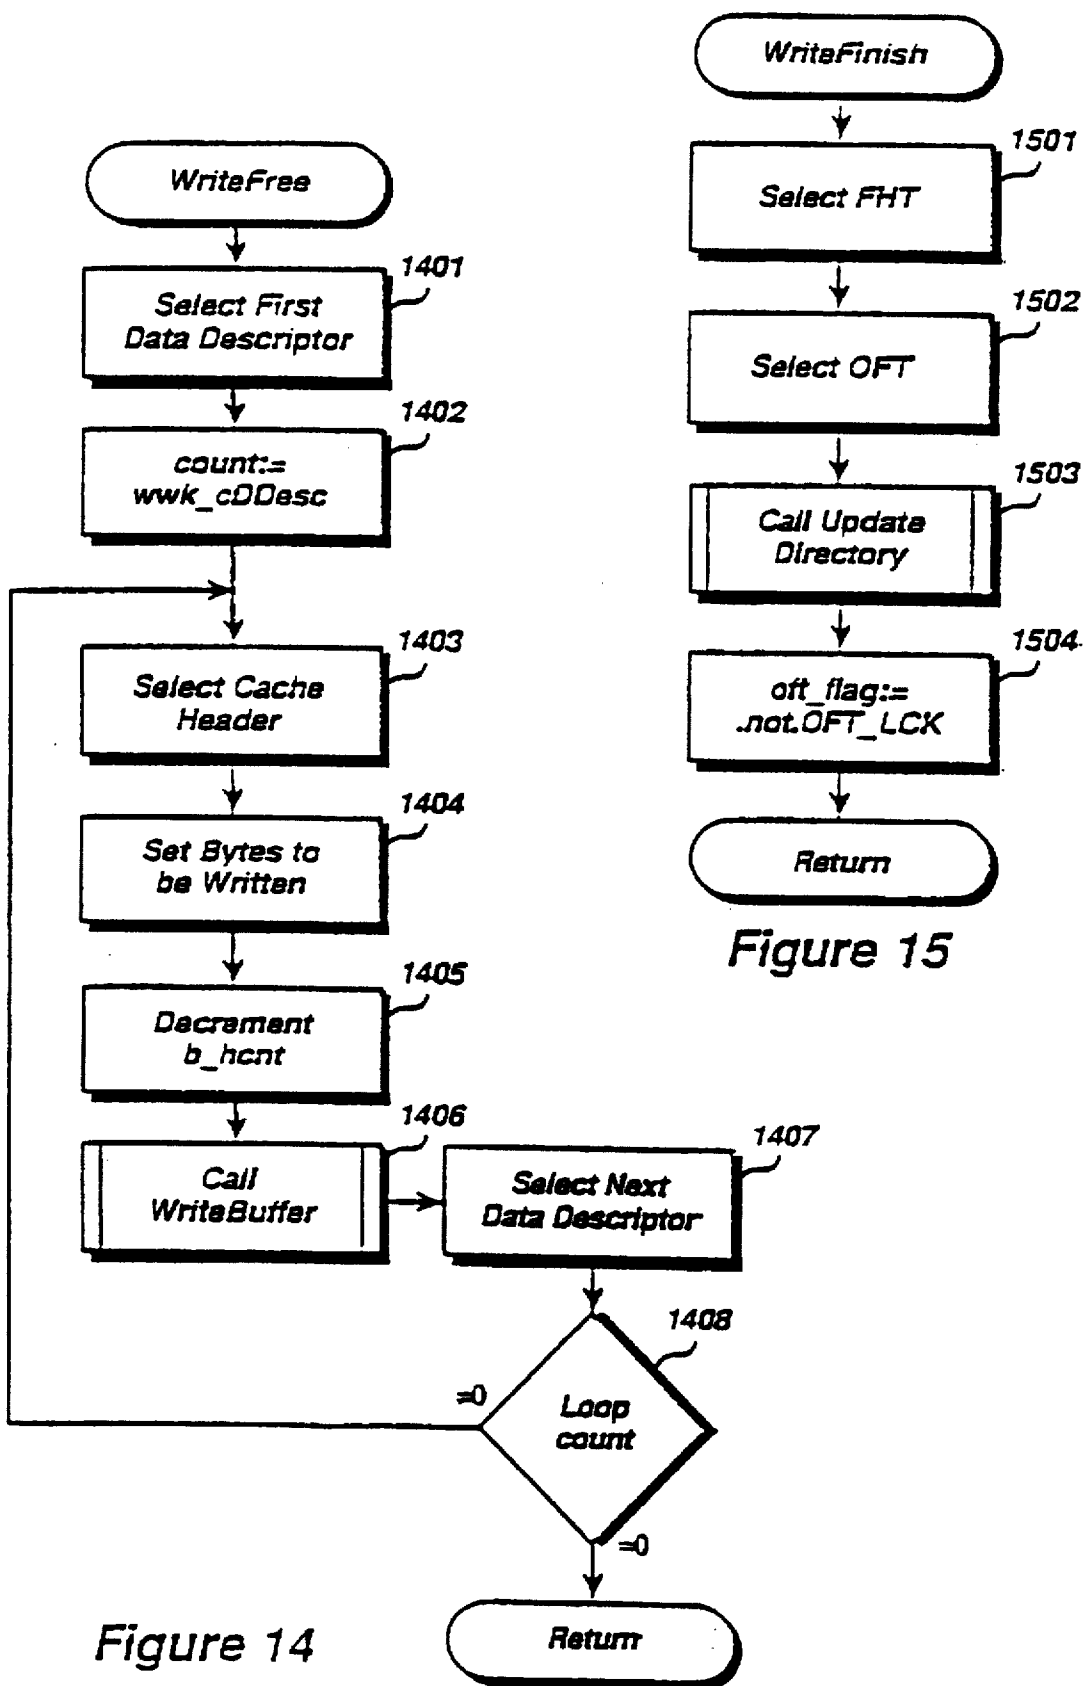 WriteFree
1401
Select First
Data Descriptor
1402
count:=
wwk_cDDesc
1403
Select Cache
Header
1404
Set Bytes to
be Written
1405
Decrement
b_hcnt
1406
Call
WriteBuffer
1407
Select Next
Data Descriptor
1408
=0
Loop
count
=0
Return
Figure 14
WriteFinish
1501
Select FHT
1502
Select OFT
1503
Call Update
Directory
1504
oft_flag:=
.not.OFT_LCK
Return
Figure 15